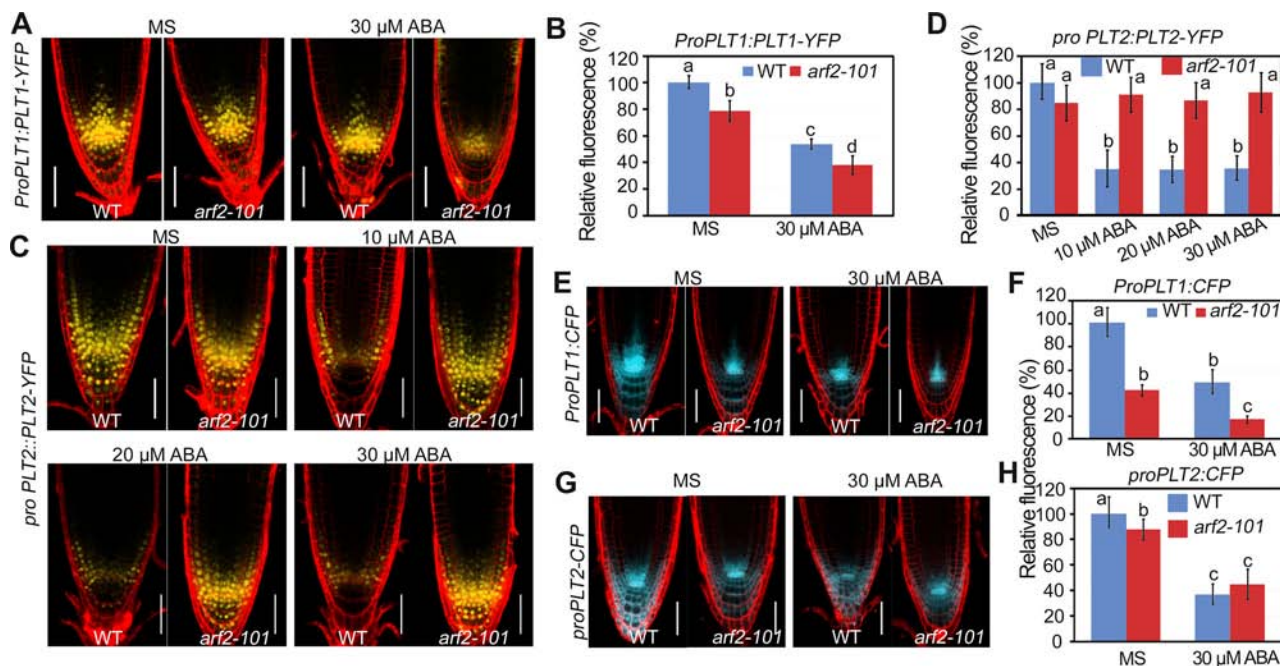 A
MS
30 µM ABA
ProPLT1:PLT1-YFP
WT
arf2-101
WT
arf2-101
B
ProPLT1:PLT1-YFP
Relative fluorescence (%)
WT
arf2-101
120
100
80
60
40
20
0
a
b
c
d
MS
30 µM ABA
D
pro PLT2:PLT2-YFP
Relative fluorescence (%)
WT
arf2-101
120
100
80
60
40
20
0
a
a
b
a
b
a
b
a
MS
10 µM ABA
20 µM ABA
30 µM ABA
C
MS
10 µM ABA
pro PLT2::PLT2-YFP
WT
arf2-101
WT
arf2-101
20 µM ABA
30 µM ABA
WT
arf2-101
WT
arf2-101
E
MS
30 µM ABA
ProPLT1:CFP
WT
arf2-101
WT
arf2-101
F
ProPLT1:CFP
Relative fluorescence (%)
WT
arf2-101
120
100
80
60
40
20
0
a
b
b
c
MS
30 µM ABA
G
MS
30 µM ABA
proPLT2-CFP
WT
arf2-101
WT
arf2-101
H
proPLT2:CFP
WT
arf2-101
120
100
80
60
40
20
0
a
b
c
c
MS
30 µM ABA